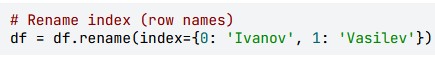 # Rename index (row names)
df = df.rename(index={0: 'Ivanov', 1: 'Vasilev'})